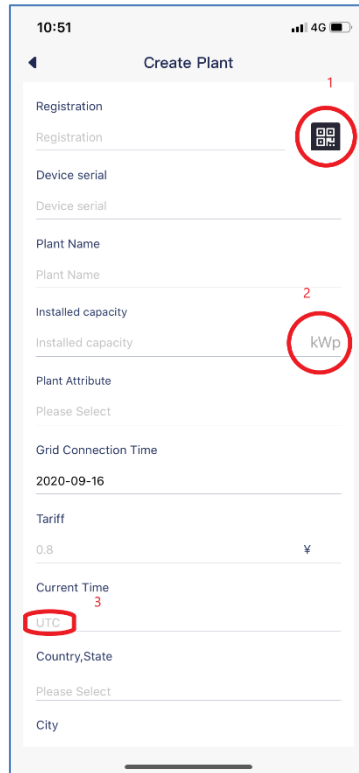 10:51 4G
Create Plant
1
Registration
Registration
Device serial
Device serial
Plant Name
Plant Name
2
Installed capacity
Installed capacity kWp
Plant Attribute
Please Select
Grid Connection Time
2020-09-16
Tariff
0.8 ¥
Current Time
3
UTC
Country,State
Please Select
City